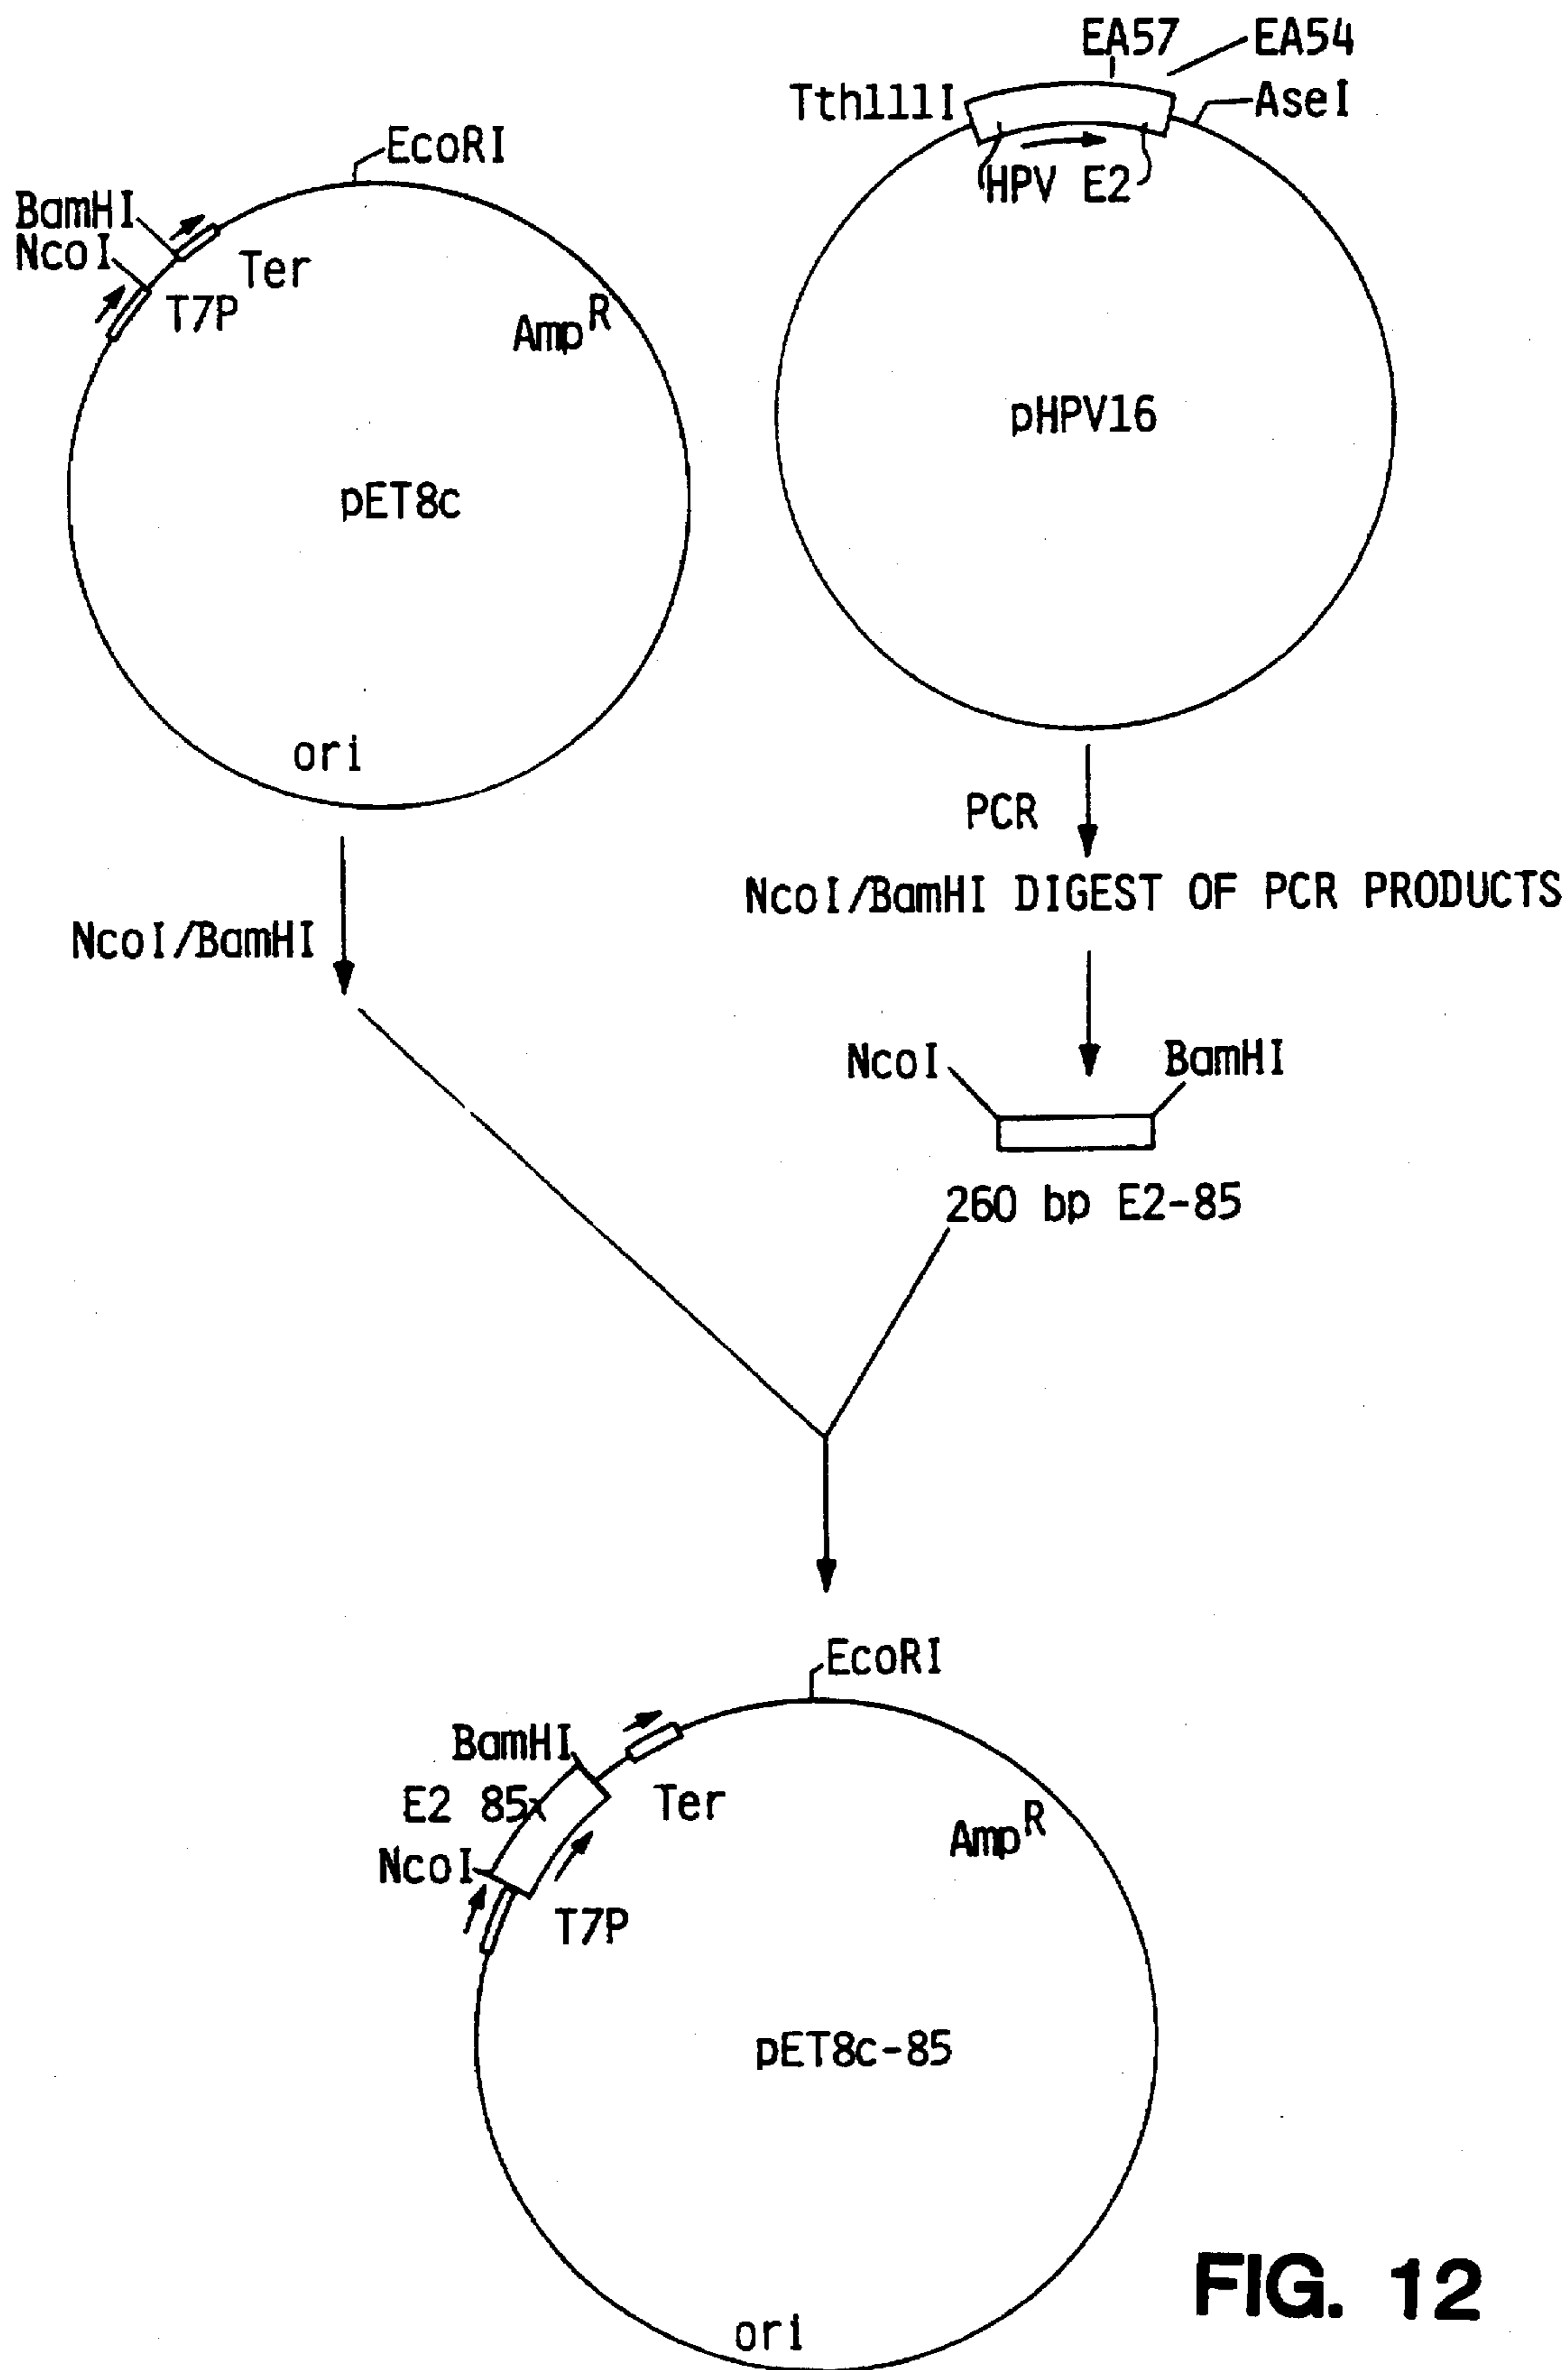 EA57
EA54
Tth111I
AseI
HPV E2
pHPV16
EcoRI
BamHI
NcoI
Ter
T7P
Amp^R
pET8c
ori
NcoI/BamHI
PCR
NcoI/BamHI DIGEST OF PCR PRODUCTS
NcoI
BamHI
260 bp E2-85
EcoRI
BamHI
E2 85
Ter
NcoI
T7P
Amp^R
pET8c-85
ori
FIG. 12